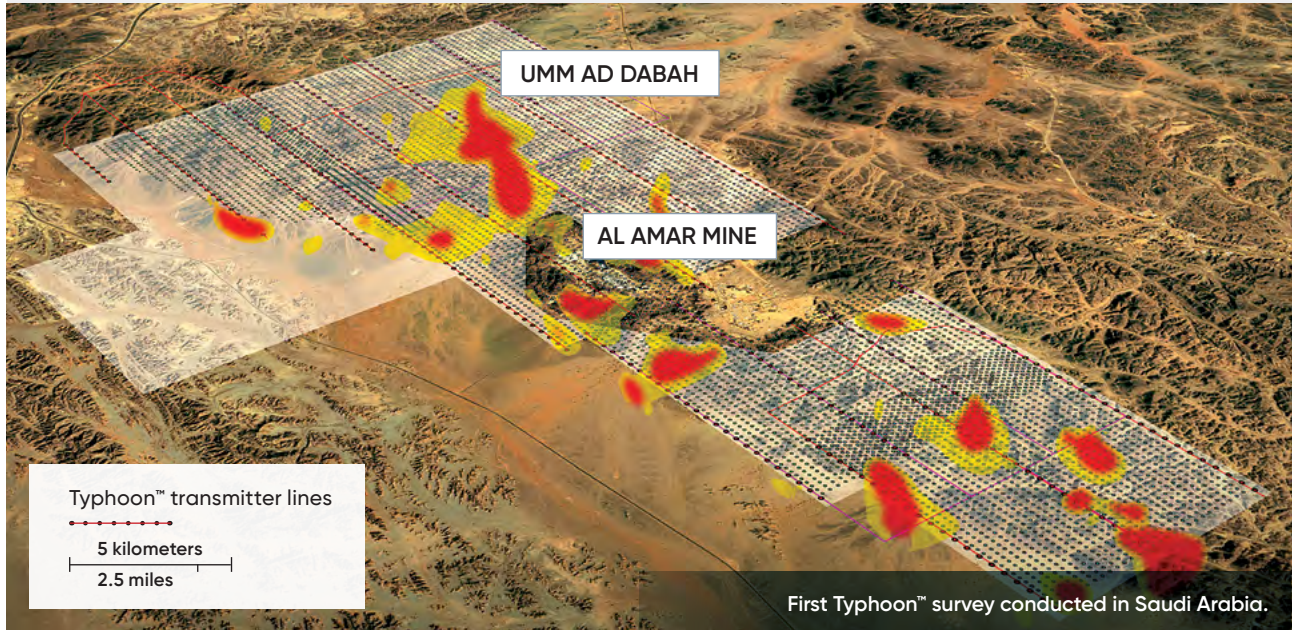 UMM AD DABAH
AL AMAR MINE
Typhoon™ transmitter lines
5 kilometers
2.5 miles
First Typhoon™ survey conducted in Saudi Arabia.